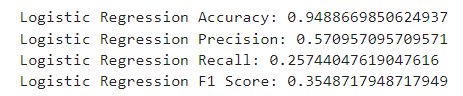 Logistic Regression Accuracy: 0.9488669850624937
Logistic Regression Precision: 0.570957095709571
Logistic Regression Recall: 0.25744047619047616
Logistic Regression F1 Score: 0.3548717948717949